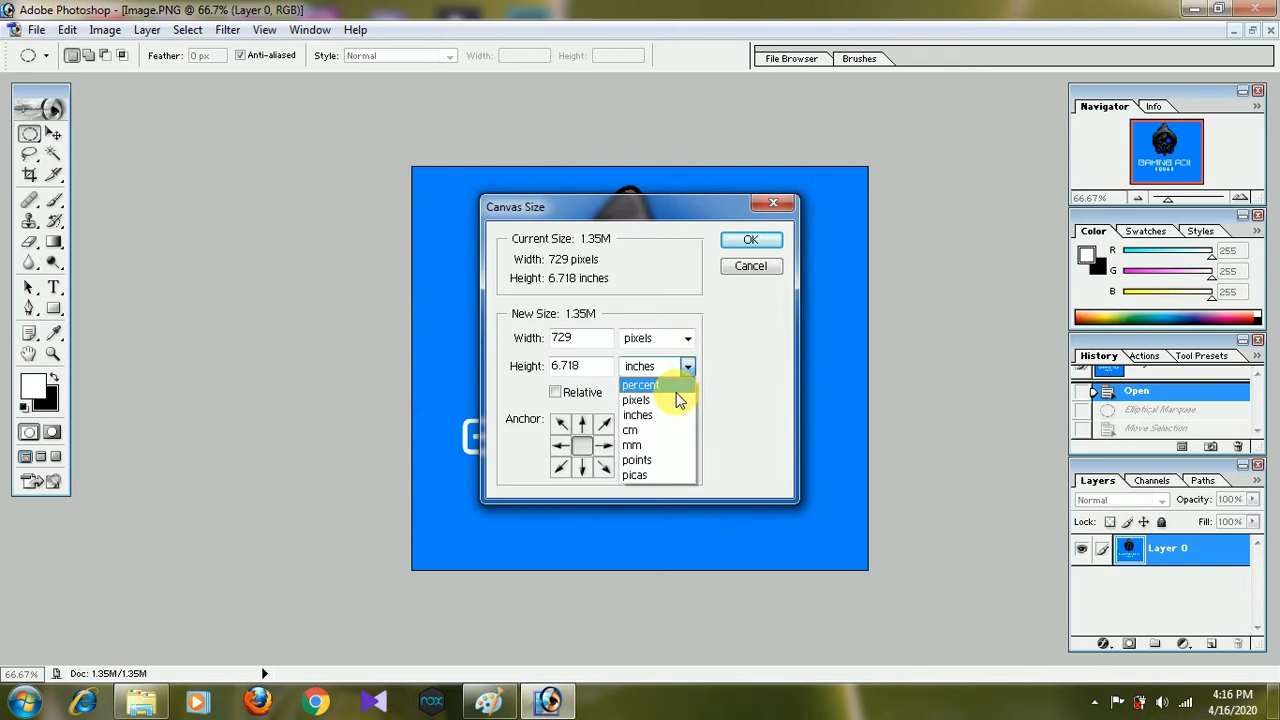 Adobe Photoshop - [Image.PNG @ 66.7% (Layer 0, RGB)]
File Edit Image Layer Select Filter View Window Help
Feather: 0 px Anti-aliased Style: Normal Width: Height:
File Browser Brushes
Navigator Info
GAMING
SQUAD
66.67%
Color Swatches Styles
R 255
G 255
B 255
History Actions Tool Presets
Open
Elliptical Marquee
Move Selection
Layers Channels Paths
Normal Opacity: 100%
Lock: Fill: 100%
Layer 0
Canvas Size
Current Size: 1.35M
Width: 729 pixels
Height: 6.718 inches
OK
Cancel
New Size: 1.35M
Width: 729 pixels
Height: 6.718 inches
Relative
Anchor:
percent
pixels
inches
cm
mm
points
picas
G
T
66.67% Doc: 1.35M/1.35M
nox
4:16 PM
4/16/2020